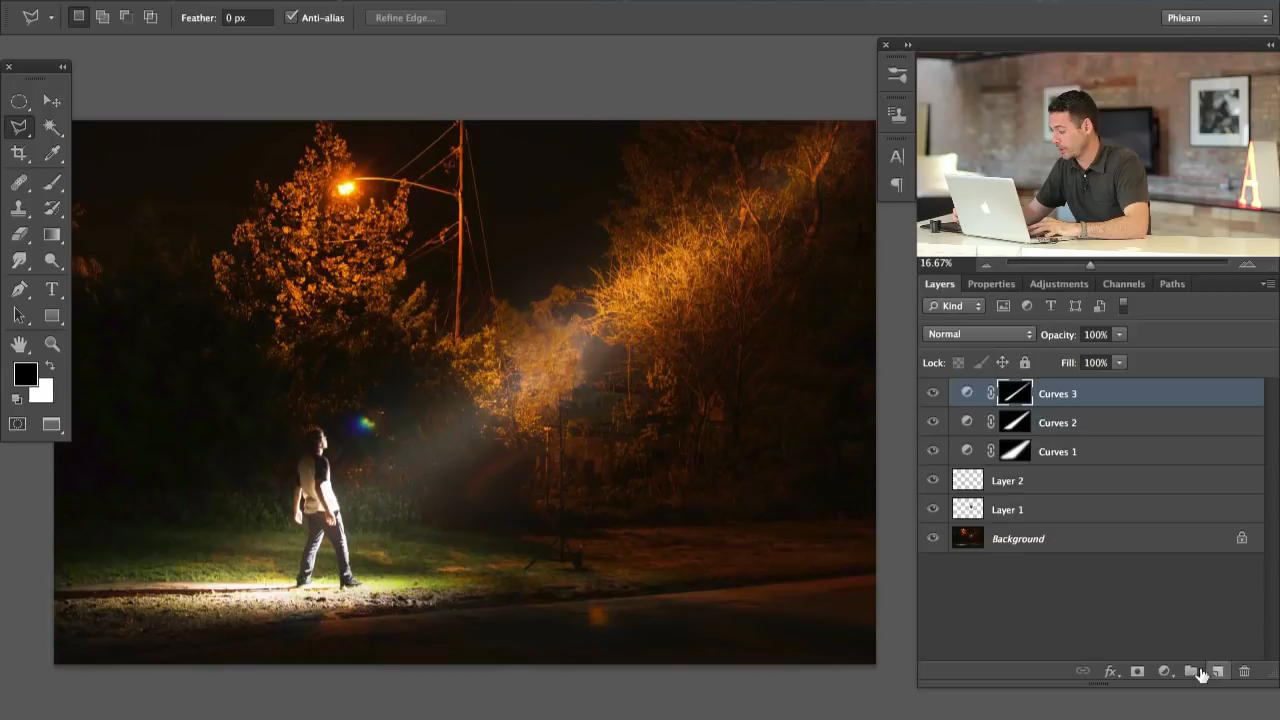 Feather: 0 px Anti-alias Refine Edge... Phlearn
16.67%
Layers Properties Adjustments Channels Paths
Kind T
Normal Opacity: 100%
Lock: Fill: 100%
Curves 3
Curves 2
Curves 1
Layer 2
Layer 1
Background
fx